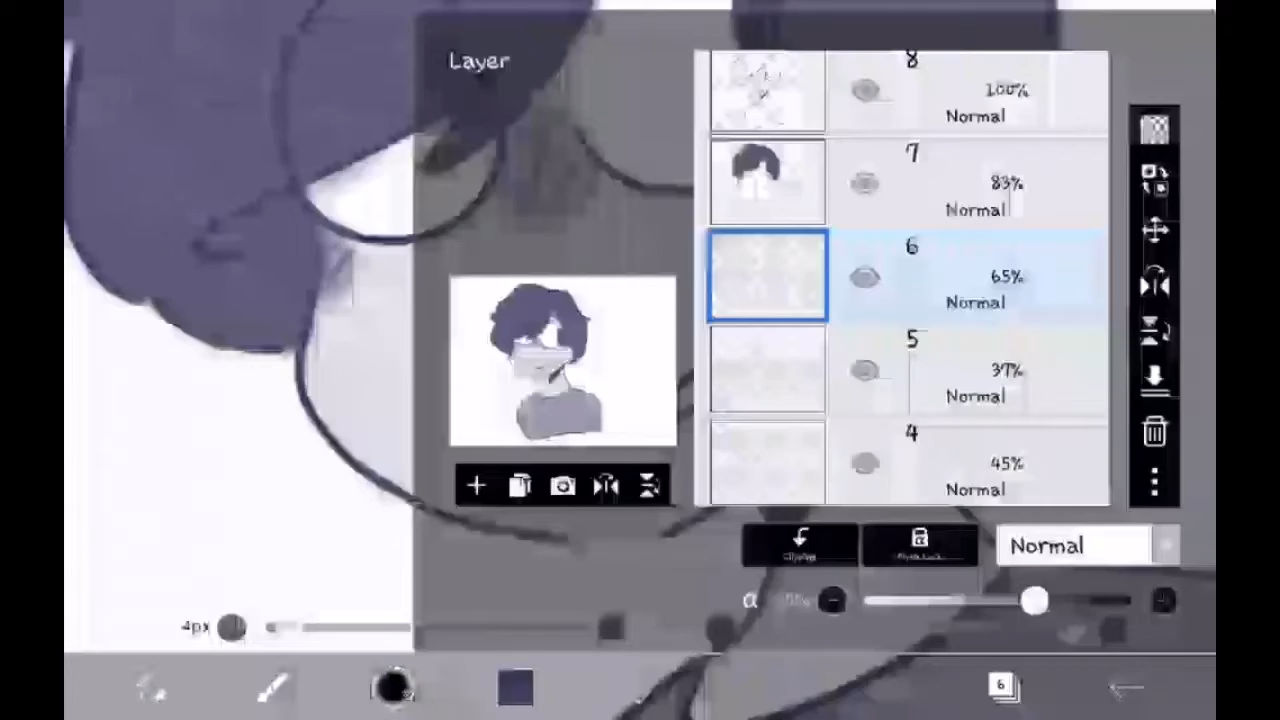 Layer
8
100%
Normal
7
83%
Normal
6
65%
Normal
5
37%
Normal
4
45%
Normal
Clipping
Normal
α
4px
6